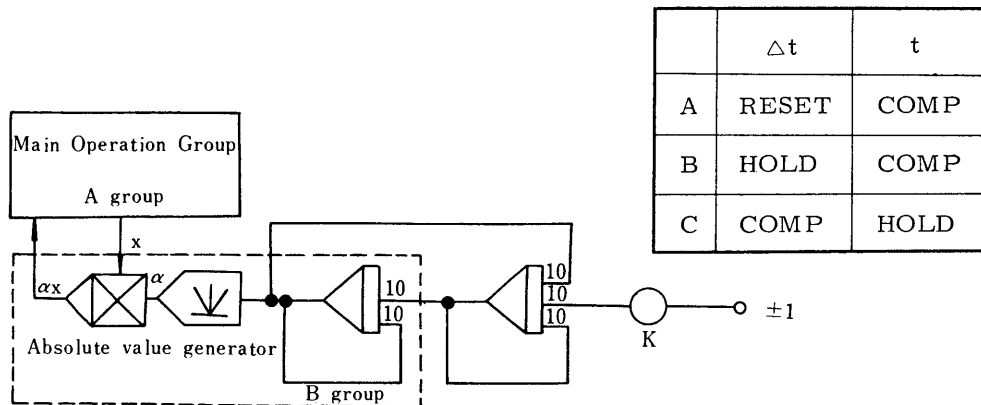 △t t
A RESET COMP
B HOLD COMP
C COMP HOLD
Main Operation Group
A group
x
αx
α
Absolute value generator
10
10
B group
10
10
10
K
±1